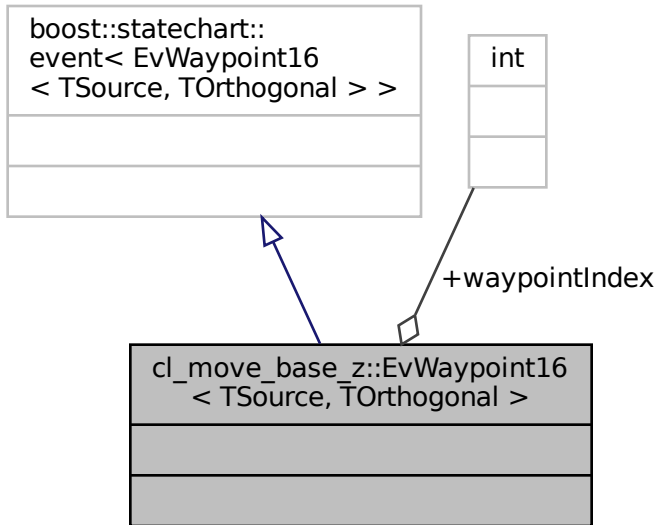 boost::statechart::
event< EvWaypoint16
< TSource, TOrthogonal > >
int
+waypointIndex
cl_move_base_z::EvWaypoint16
< TSource, TOrthogonal >